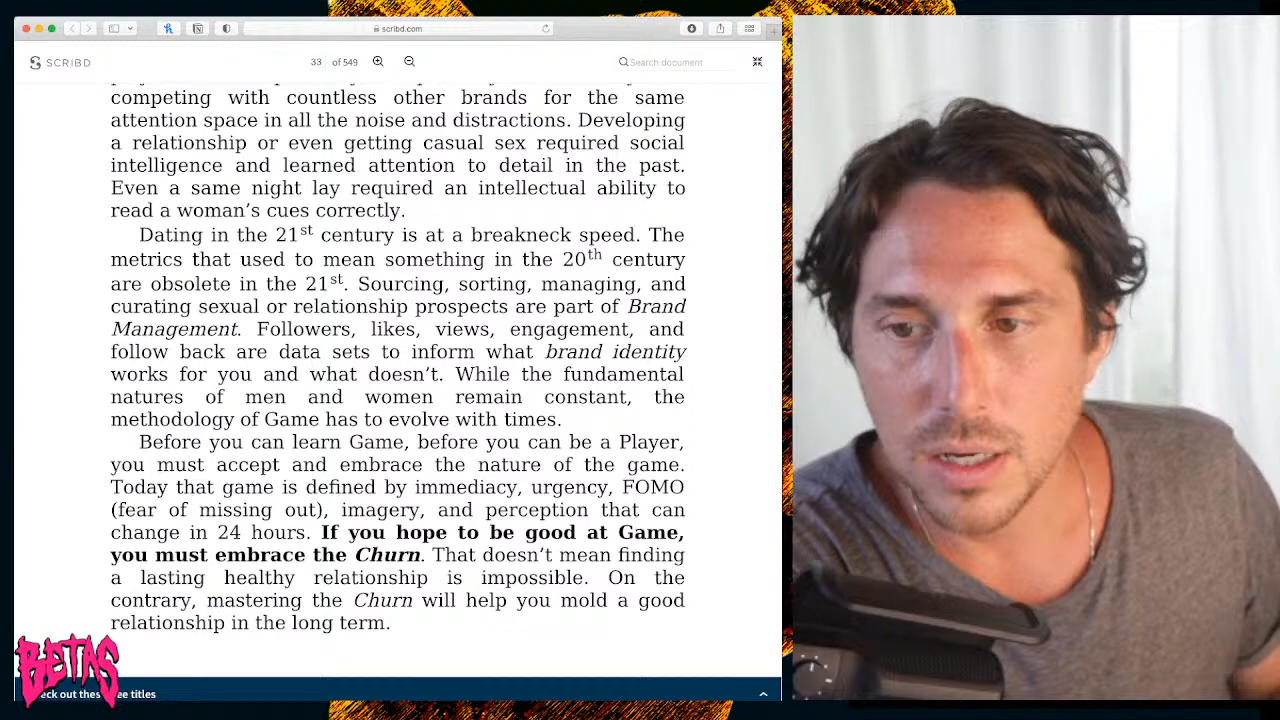 scribd.com
SCRIBD
33 of 549
Search document
competing with countless other brands for the same
attention space in all the noise and distractions. Developing
a relationship or even getting casual sex required social
intelligence and learned attention to detail in the past.
Even a same night lay required an intellectual ability to
read a woman’s cues correctly.
Dating in the 21st century is at a breakneck speed. The
metrics that used to mean something in the 20th century
are obsolete in the 21st. Sourcing, sorting, managing, and
curating sexual or relationship prospects are part of Brand
Management. Followers, likes, views, engagement, and
follow back are data sets to inform what brand identity
works for you and what doesn’t. While the fundamental
natures of men and women remain constant, the
methodology of Game has to evolve with times.
Before you can learn Game, before you can be a Player,
you must accept and embrace the nature of the game.
Today that game is defined by immediacy, urgency, FOMO
(fear of missing out), imagery, and perception that can
change in 24 hours. If you hope to be good at Game,
you must embrace the Churn. That doesn’t mean finding
a lasting healthy relationship is impossible. On the
contrary, mastering the Churn will help you mold a good
relationship in the long term.
BETAS
eck out thes ee titles